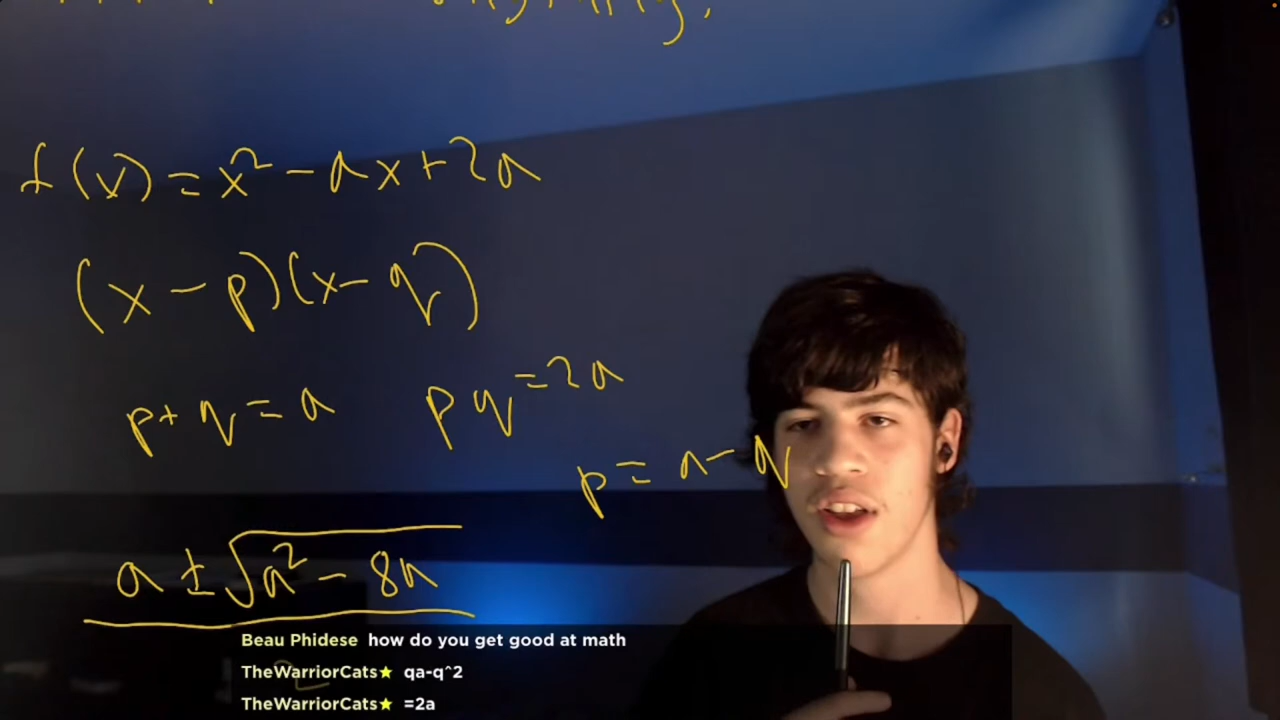 f(x) = x² - ax + 2a
(x - p)(x - q)
p + q = a pq = 2a
p = a - q
a ± √a² - 8a
2
Beau Phidese how do you get good at math
TheWarriorCats★ qa-q^2
TheWarriorCats★ =2a